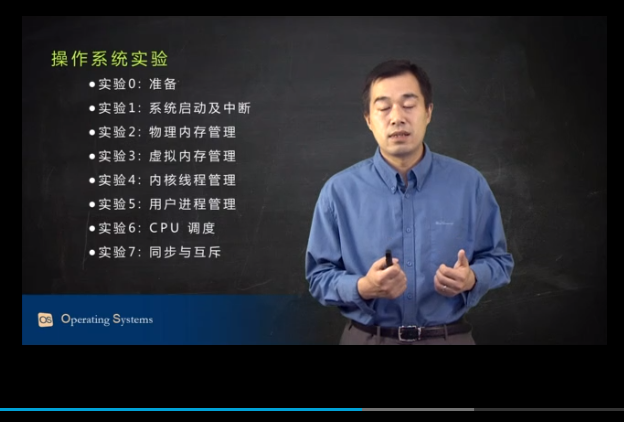 操作系统实验
●实验0: 准备
●实验1: 系统启动及中断
●实验2: 物理内存管理
●实验3: 虚拟内存管理
●实验4: 内核线程管理
●实验5: 用户进程管理
●实验6: CPU 调度
●实验7: 同步与互斥
OS Operating Systems